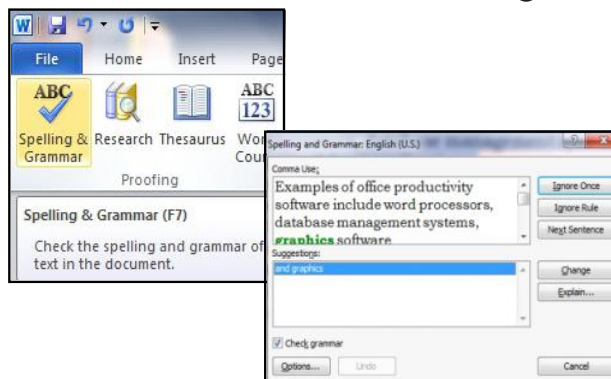 W
File Home Insert Page
ABC ABC
123
Spelling & Research Thesaurus
Grammar
Proofing
Spelling & Grammar (F7)
Check the spelling and grammar of
text in the document.
Spelling and Grammar: English (U.S.)
Comma Use:
Examples of office productivity
software include word processors,
database management systems,
graphics software
Ignore Once
Ignore Rule
Next Sentence
Suggestions:
and graphics
Change
Explain...
Check grammar
Options... Undo Cancel